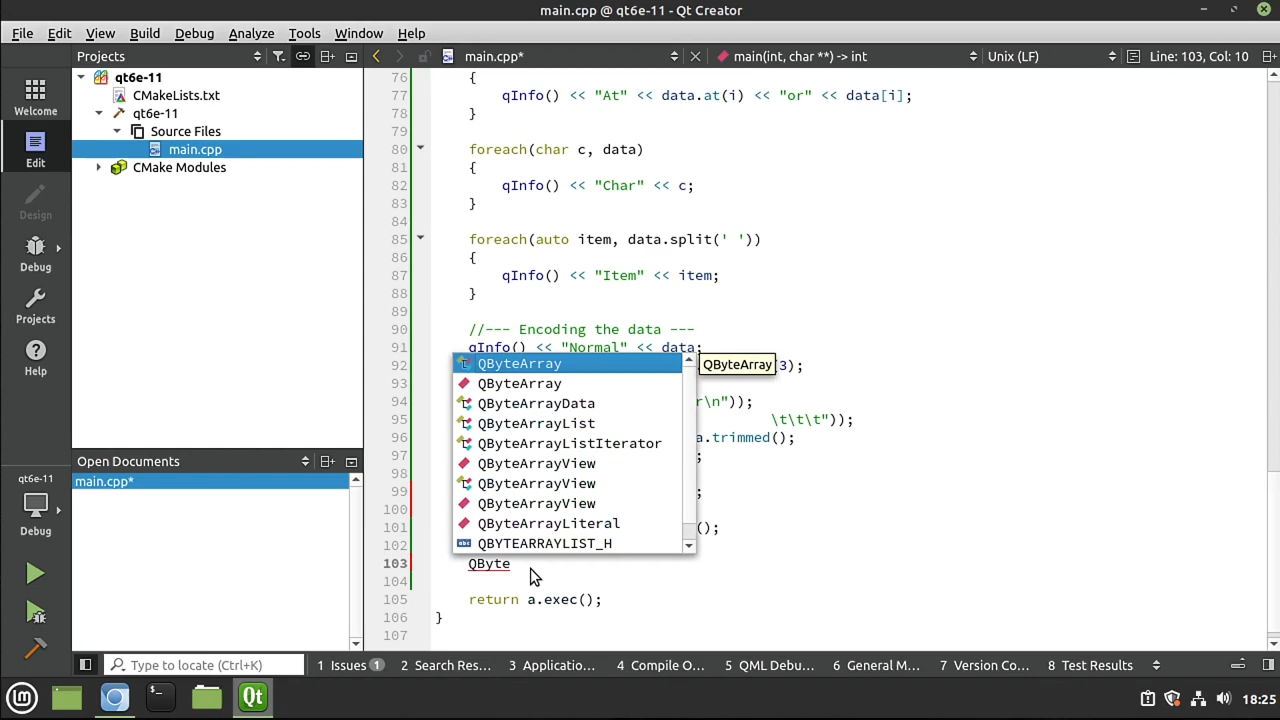 main.cpp @ qt6e-11 - Qt Creator
File Edit View Build Debug Analyze Tools Window Help
Projects
main.cpp*
main(int, char **) -> int
Unix (LF)
Line: 103, Col: 10
Welcome
Edit
Design
Debug
Projects
Help
qt6e-11
Debug
qt6e-11
CMakeLists.txt
qt6e-11
Source Files
main.cpp
CMake Modules
Open Documents
main.cpp*
76 {
77 qInfo() << "At" << data.at(i) << "or" << data[i];
78 }
79
80 foreach(char c, data)
81 {
82 qInfo() << "Char" << c;
83 }
84
85 foreach(auto item, data.split(' '))
86 {
87 qInfo() << "Item" << item;
88 }
89
90 //--- Encoding the data ---
91 qInfo() << "Normal" << data;
92 3);
93
94 r\n"));
95 \t\t\t"));
96 a.trimmed();
97 ;
98
99 ;
100
101 ();
102
103 QByte
104
105 return a.exec();
106 }
107
QByteArray
QByteArray
QByteArrayData
QByteArrayList
QByteArrayListIterator
QByteArrayView
QByteArrayView
QByteArrayView
QByteArrayLiteral
QBYTEARRAYLIST_H
QByteArray
Type to locate (Ctrl+K)
1 Issues 1
2 Search Res...
3 Applicatio...
4 Compile O...
5 QML Debu...
6 General M...
7 Version Co...
8 Test Results
18:25